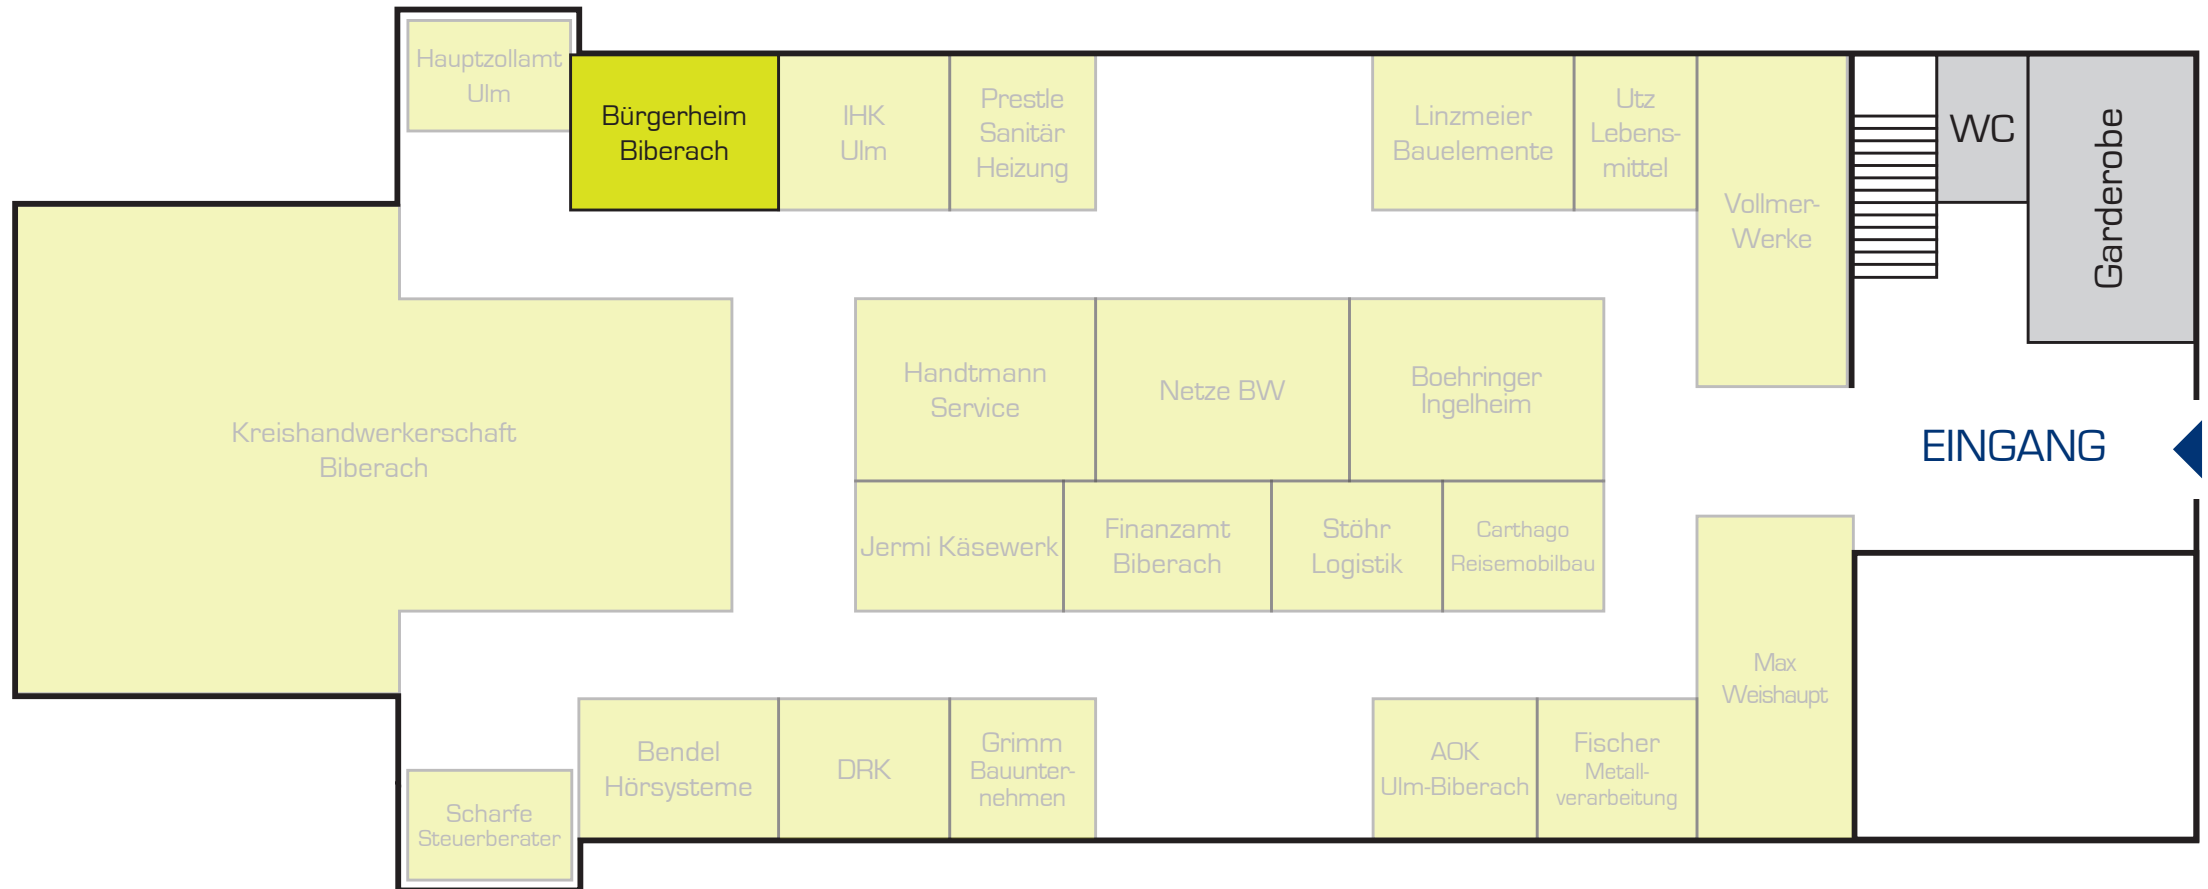 Hauptzollamt
Ulm
Bürgerheim
Biberach
IHK
Ulm
Prestle
Sanitär
Heizung
Linzmeier
Bauelemente
Utz
Lebens-
mittel
Vollmer-
Werke
WC
Garderobe
Kreishandwerkerschaft
Biberach
Handtmann
Service
Netze BW
Boehringer
Ingelheim
EINGANG
Jermi Käsewerk
Finanzamt
Biberach
Stöhr
Logistik
Carthago
Reisemobilbau
Max
Weishaupt
Scharfe
Steuerberater
Bendel
Hörsysteme
DRK
Grimm
Bauunter-
nehmen
AOK
Ulm-Biberach
Fischer
Metall-
verarbeitung